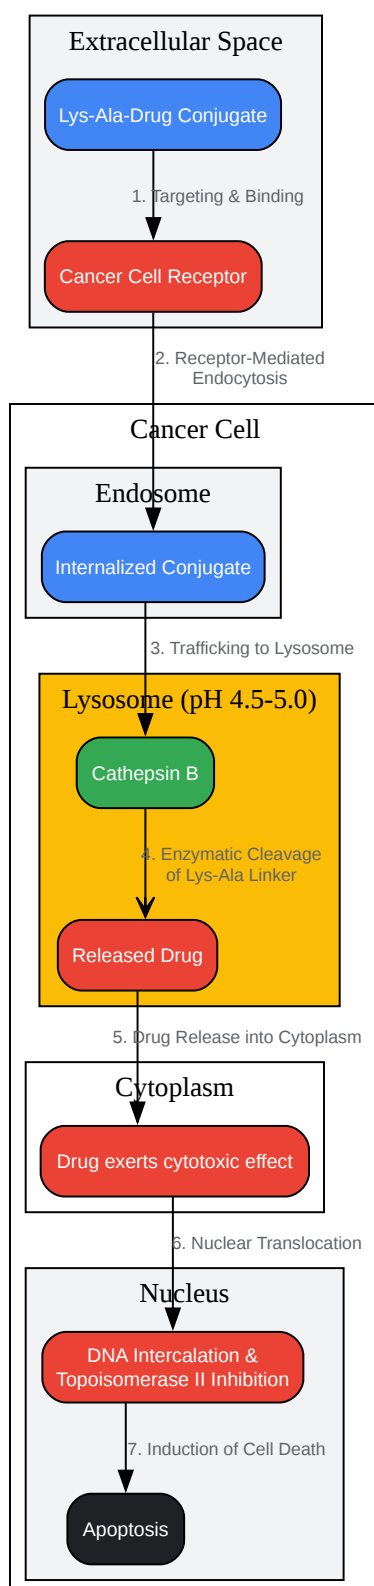 Extracellular Space
Lys-Ala-Drug Conjugate
1. Targeting & Binding
Cancer Cell Receptor
2. Receptor-Mediated
Endocytosis
Cancer Cell
Endosome
Internalized Conjugate
3. Trafficking to Lysosome
Lysosome (pH 4.5-5.0)
Cathepsin B
4. Enzymatic Cleavage
of Lys-Ala Linker
Released Drug
5. Drug Release into Cytoplasm
Cytoplasm
Drug exerts cytotoxic effect
6. Nuclear Translocation
Nucleus
DNA Intercalation &
Topoisomerase II Inhibition
7. Induction of Cell Death
Apoptosis